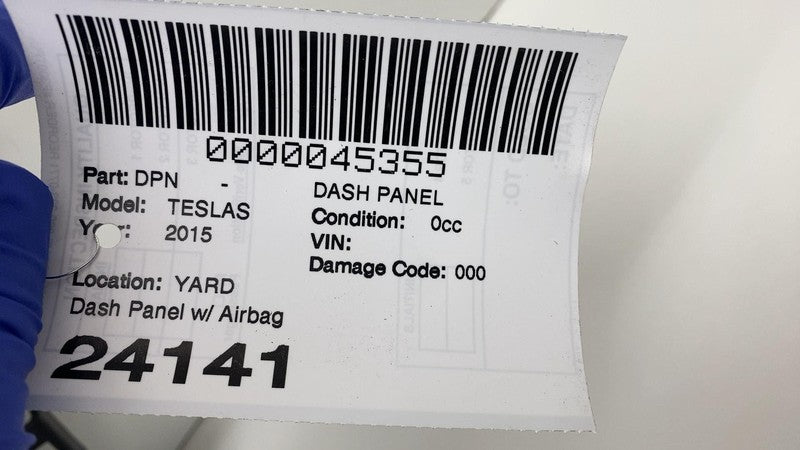 0000045355
Part: DPN - DASH PANEL
Model: TESLAS Condition: 0cc
Year: 2015 VIN:
Damage Code: 000
Location: YARD
Dash Panel w/ Airbag
24141